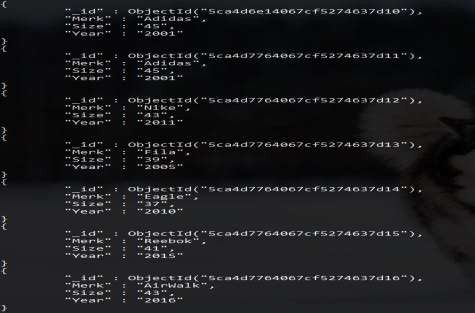 {
"_id" : ObjectId("5ca4d6e14067cf5274637d10"),
"Merk" : "Adidas",
"Size" : "45",
"Year" : "2001"
}
{
"_id" : ObjectId("5ca4d7764067cf5274637d11"),
"Merk" : "Adidas",
"Size" : "45",
"Year" : "2001"
}
{
"_id" : ObjectId("5ca4d7764067cf5274637d12"),
"Merk" : "Nike",
"Size" : "43",
"Year" : "2011"
}
{
"_id" : ObjectId("5ca4d7764067cf5274637d13"),
"Merk" : "Fila",
"Size" : "39",
"Year" : "2005"
}
{
"_id" : ObjectId("5ca4d7764067cf5274637d14"),
"Merk" : "Eagle",
"Size" : "37",
"Year" : "2010"
}
{
"_id" : ObjectId("5ca4d7764067cf5274637d15"),
"Merk" : "Reebok",
"Size" : "41",
"Year" : "2015"
}
{
"_id" : ObjectId("5ca4d7764067cf5274637d16"),
"Merk" : "AirWalk",
"Size" : "43",
"Year" : "2016"
}